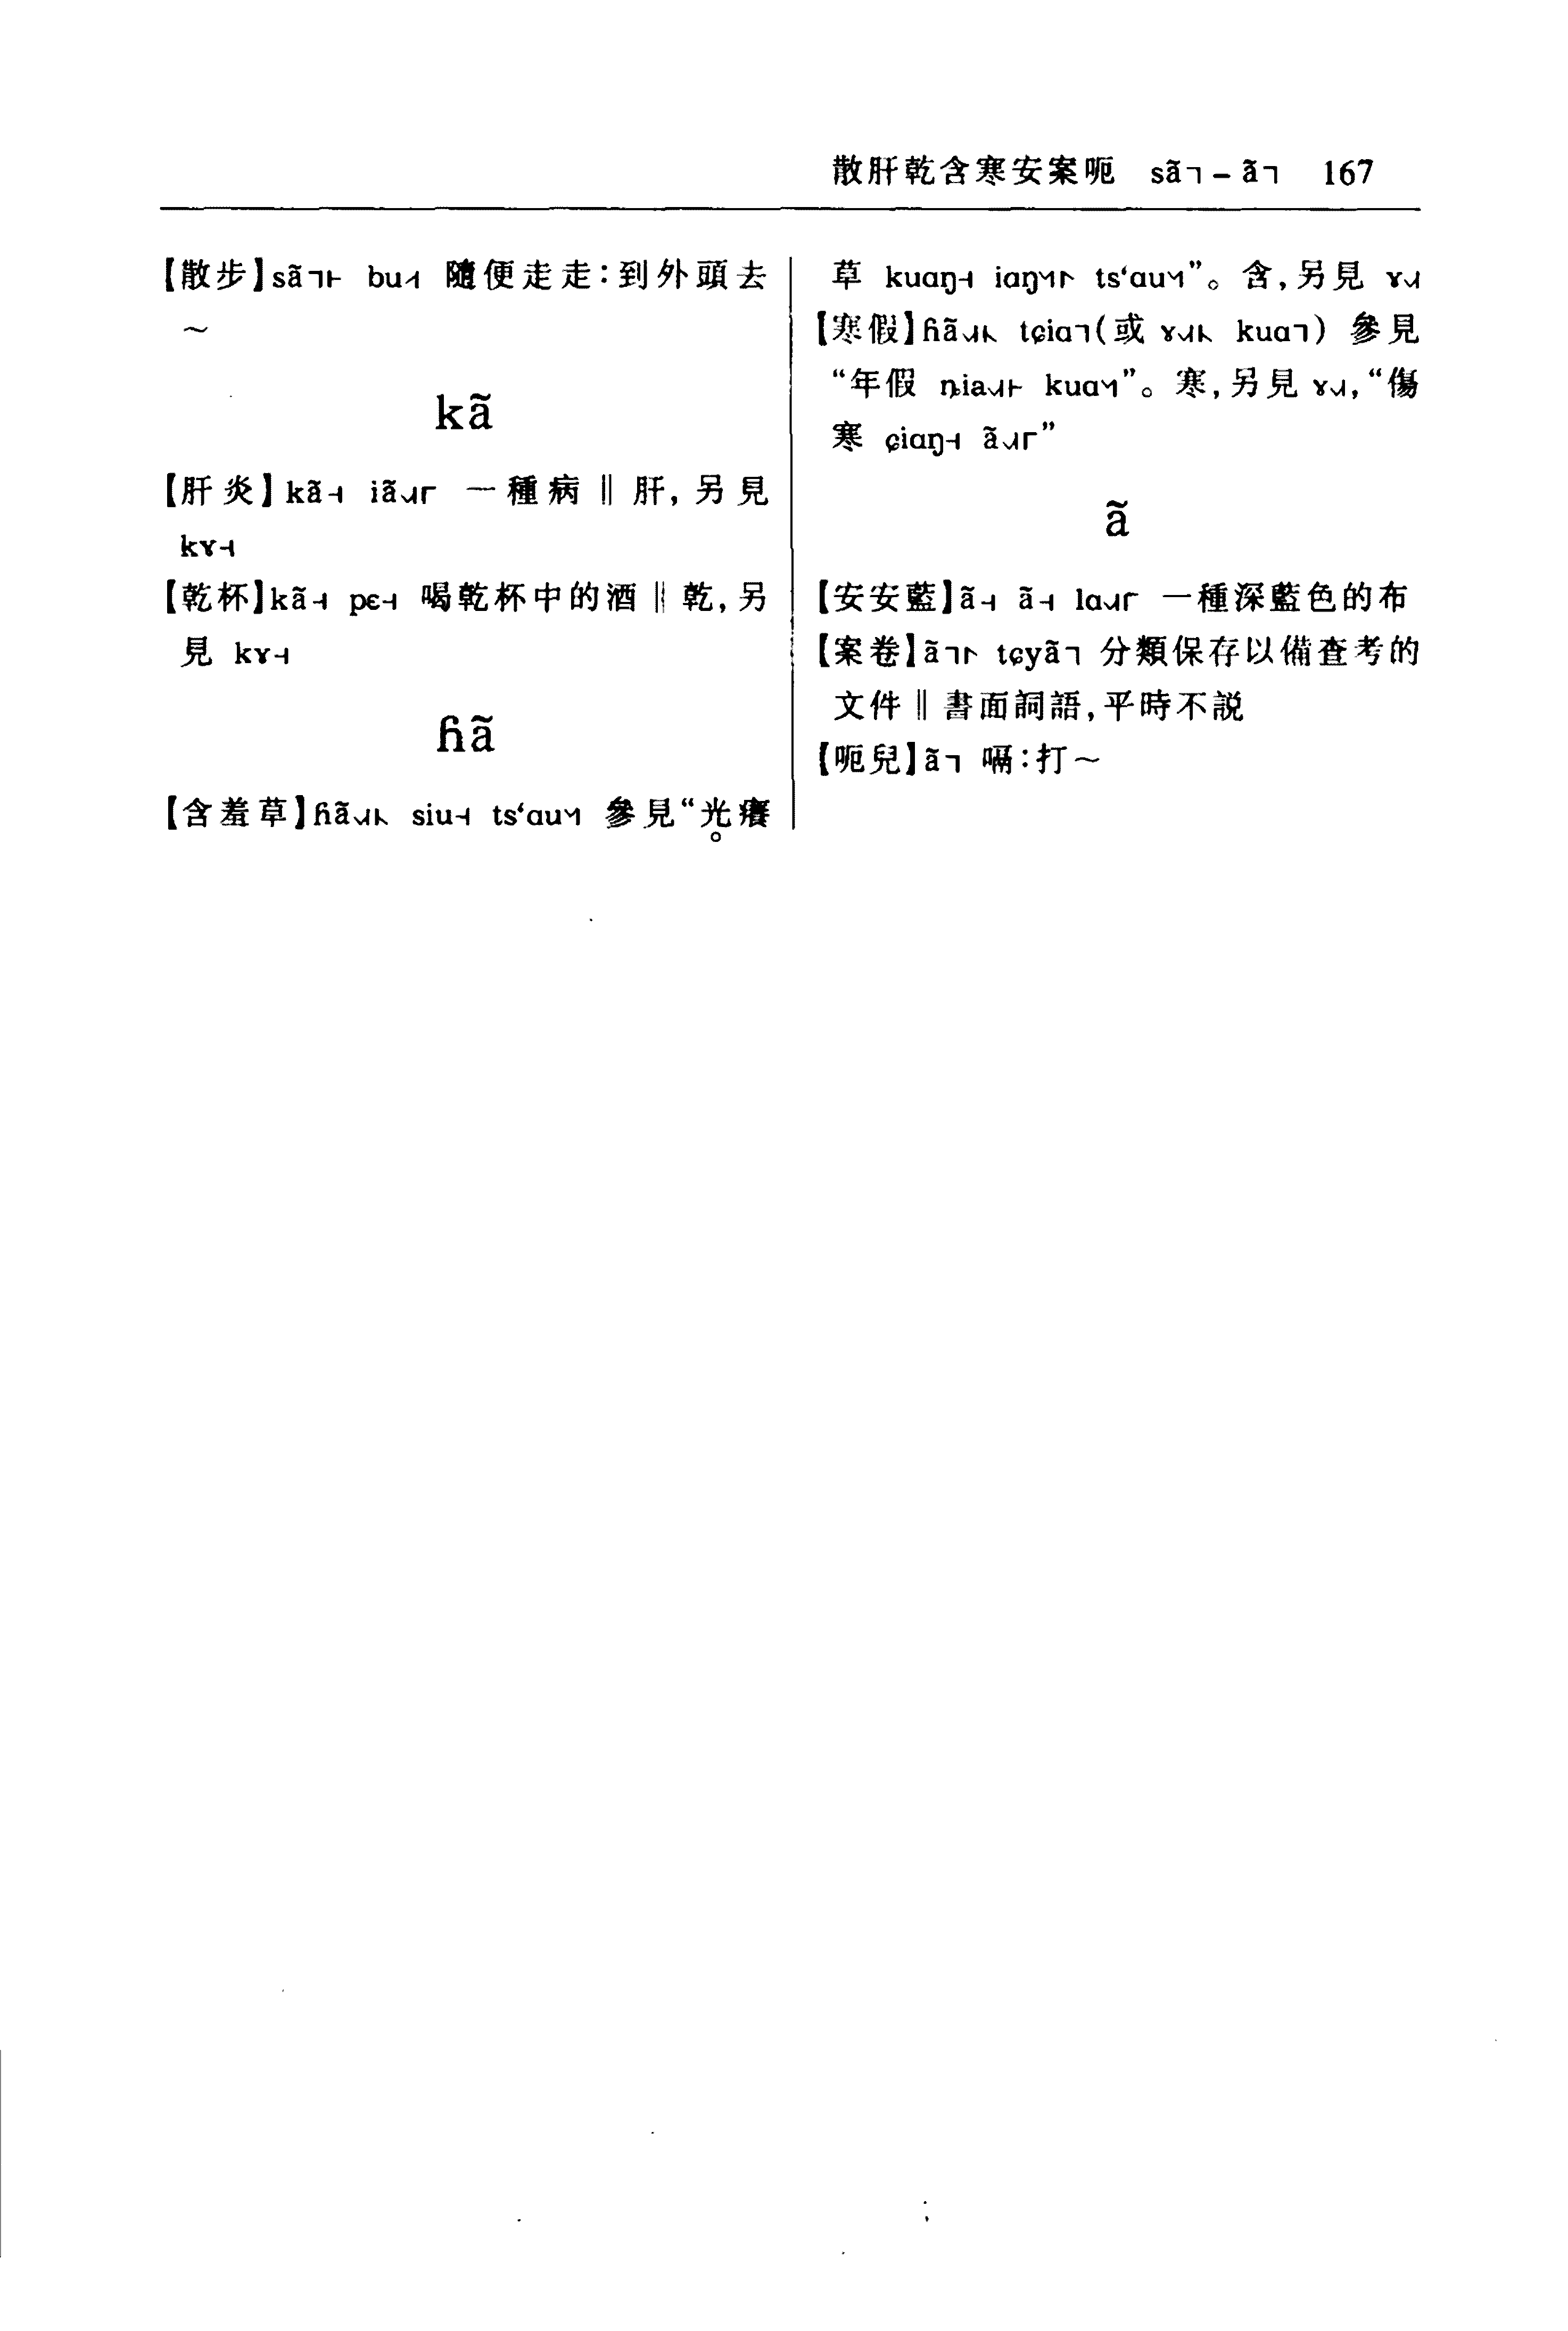 散肝乾含寒安案呃 sã˥ – ã˥ 167
【散步】sã˥꜔ bu˨˧ 隨便走走：到外頭去
～
kã
【肝炎】kã˧ iã˨˩˧꜒ 一種病‖肝，另見
kɤ˧
【乾杯】kã˧ pɛ˧ 喝乾杯中的酒‖乾，另
見 kɤ˧
ɦã
【含羞草】ɦã˨˩˧꜕ siu˧ ts‘ɑu˥˧ 參見“光癢
草 kuɑŋ˧ iɑŋ˥˧꜓ ts‘ɑu˥˧”。含，另見 ɤ˨˩˧
【寒假】ɦã˨˩˧꜕ tɕiɑ˥（或 ɤ˨˩˧꜕ kuɑ˥） 參見
“年假 ȵia˨˩˧꜔ kuɑ˥˧”。寒，另見 ɤ˨˩˧，“傷
寒 ɕiɑŋ˧ ã˨˩˧꜒”
ã
【安安藍】ã˧ ã˧ lɑ˨˩˧꜒ 一種深藍色的布
【案卷】ã˥꜓ tɕyã˥ 分類保存以備查考的
文件‖書面詞語，平時不説
【呃兒】ã˥ 嗝：打～